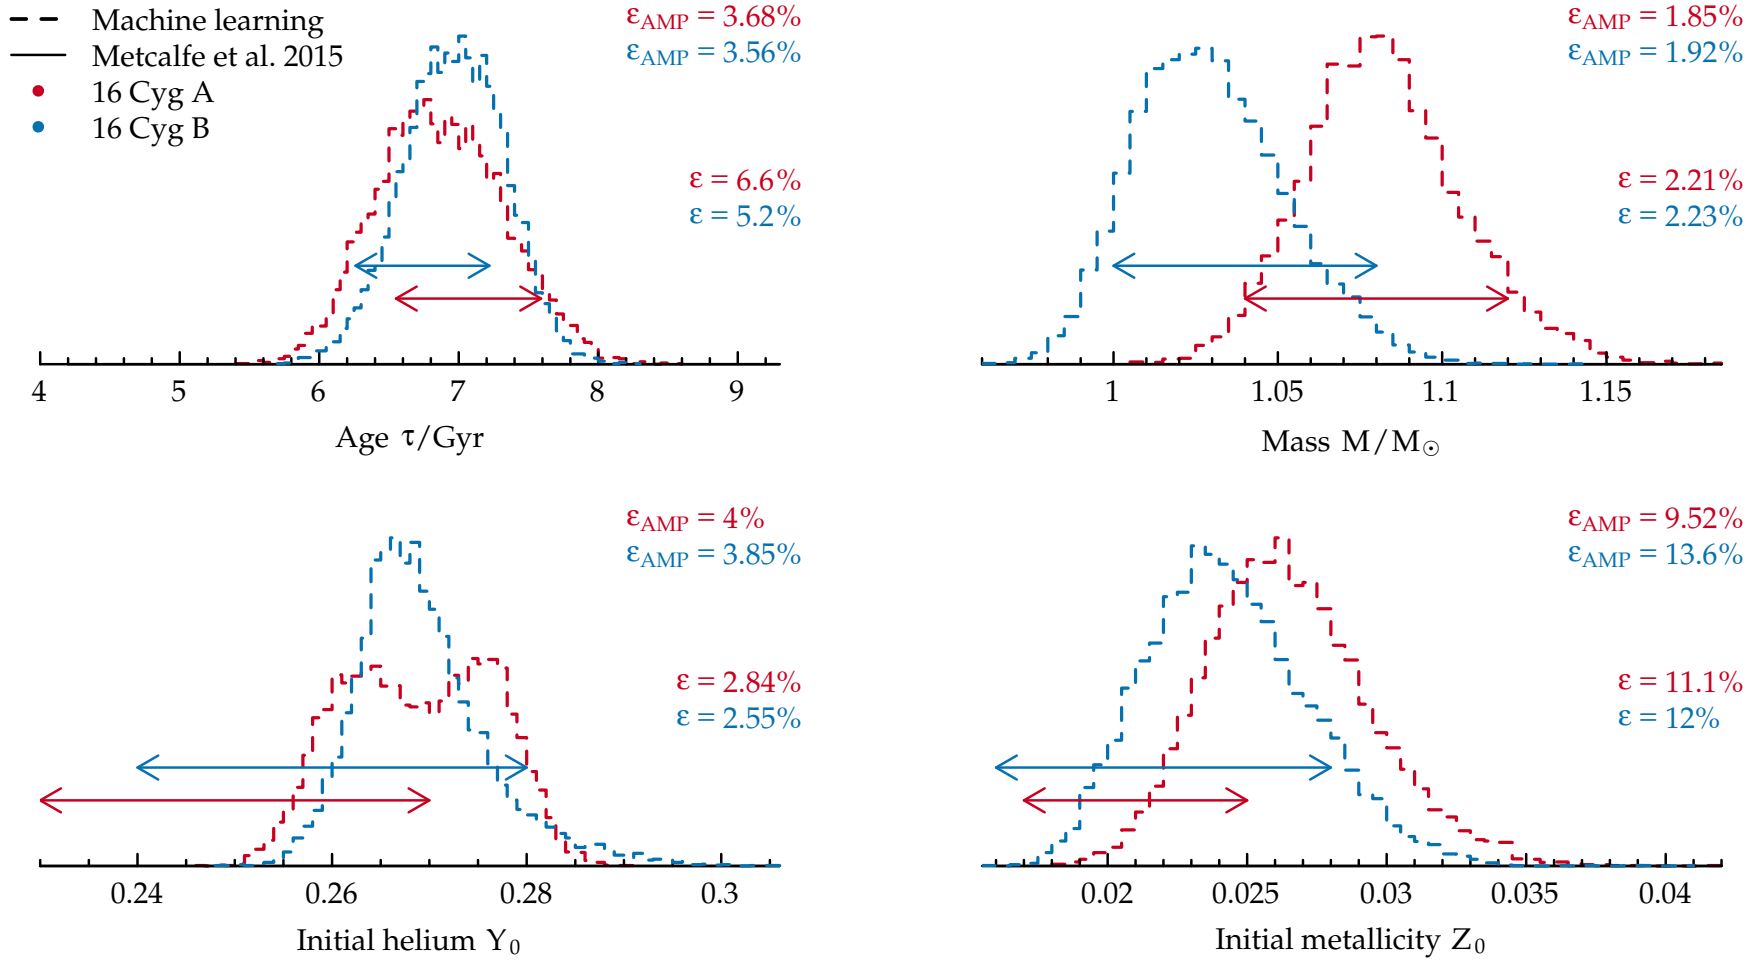 Machine learning
Metcalfe et al. 2015
16 Cyg A
16 Cyg B
εAMP = 3.68%
εAMP = 3.56%
ε = 6.6%
ε = 5.2%
4 5 6 7 8 9
Age τ/Gyr
εAMP = 1.85%
εAMP = 1.92%
ε = 2.21%
ε = 2.23%
1 1.05 1.1 1.15
Mass M/M☉
εAMP = 4%
εAMP = 3.85%
ε = 2.84%
ε = 2.55%
0.24 0.26 0.28 0.3
Initial helium Y₀
εAMP = 9.52%
εAMP = 13.6%
ε = 11.1%
ε = 12%
0.02 0.025 0.03 0.035 0.04
Initial metallicity Z₀